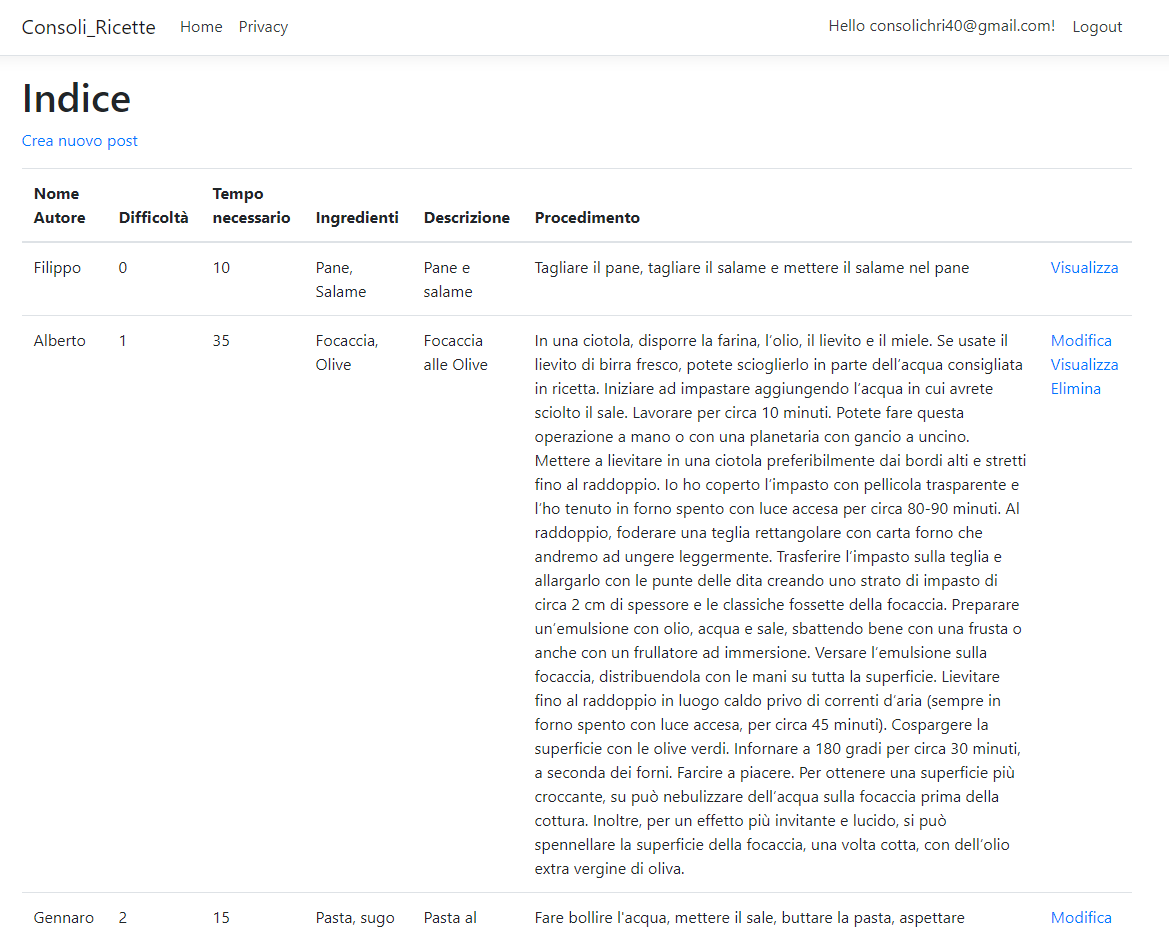 Consoli_Ricette Home Privacy Hello consolichri40@gmail.com! Logout
Indice
Crea nuovo post
Nome Autore Difficoltà Tempo necessario Ingredienti Descrizione Procedimento
Filippo 0 10 Pane, Pane e Tagliare il pane, tagliare il salame e mettere il salame nel pane Visualizza
Salame salame
Alberto 1 35 Focaccia, Focaccia In una ciotola, disporre la farina, l’olio, il lievito e il miele. Se usate il Modifica
Olive alle Olive lievito di birra fresco, potete scioglierlo in parte dell’acqua consigliata Visualizza
in ricetta. Iniziare ad impastare aggiungendo l’acqua in cui avrete Elimina
sciolto il sale. Lavorare per circa 10 minuti. Potete fare questa
operazione a mano o con una planetaria con gancio a uncino.
Mettere a lievitare in una ciotola preferibilmente dai bordi alti e stretti
fino al raddoppio. Io ho coperto l’impasto con pellicola trasparente e
l’ho tenuto in forno spento con luce accesa per circa 80-90 minuti. Al
raddoppio, foderare una teglia rettangolare con carta forno che
andremo ad ungere leggermente. Trasferire l’impasto sulla teglia e
allargarlo con le punte delle dita creando uno strato di impasto di
circa 2 cm di spessore e le classiche fossette della focaccia. Preparare
un’emulsione con olio, acqua e sale, sbattendo bene con una frusta o
anche con un frullatore ad immersione. Versare l’emulsione sulla
focaccia, distribuendola con le mani su tutta la superficie. Lievitare
fino al raddoppio in luogo caldo privo di correnti d’aria (sempre in
forno spento con luce accesa, per circa 45 minuti). Cospargere la
superficie con le olive verdi. Infornare a 180 gradi per circa 30 minuti,
a seconda dei forni. Farcire a piacere. Per ottenere una superficie più
croccante, su può nebulizzare dell’acqua sulla focaccia prima della
cottura. Inoltre, per un effetto più invitante e lucido, si può
spennellare la superficie della focaccia, una volta cotta, con dell’olio
extra vergine di oliva.
Gennaro 2 15 Pasta, sugo Pasta al Fare bollire l'acqua, mettere il sale, buttare la pasta, aspettare Modifica